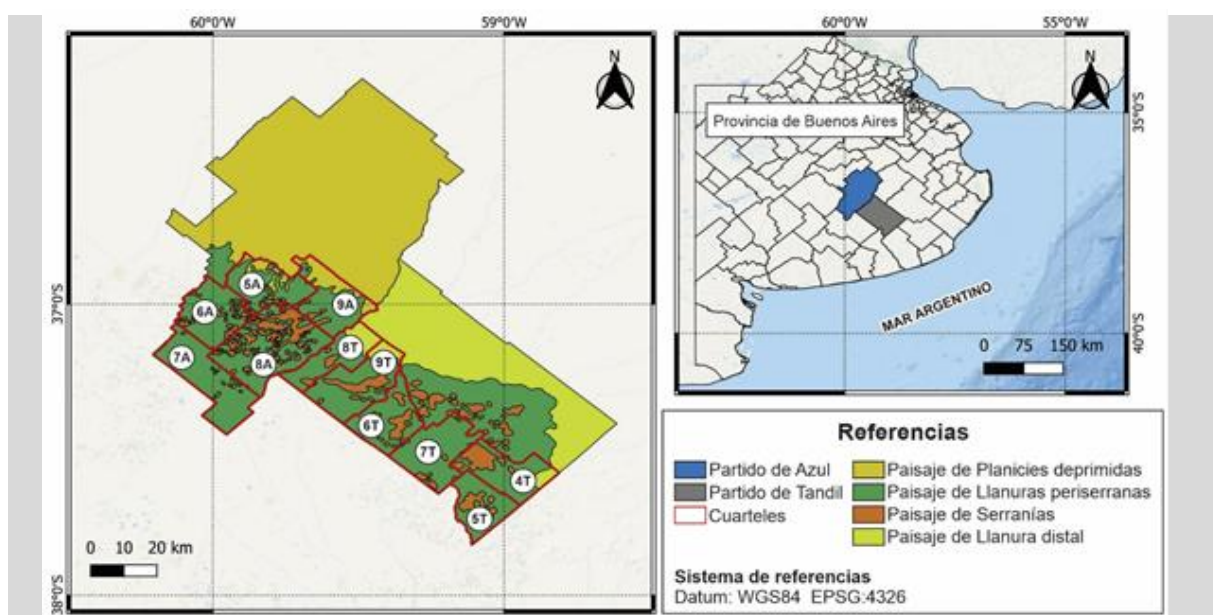 60°0'W
59°0'W
N
37°0'S
38°0'S
5A
6A
9A
7A
8A
8T
9T
6T
7T
4T
5T
0 10 20 km
60°0'W
55°0'W
N
35°0'S
40°0'S
Provincia de Buenos Aires
MAR ARGENTINO
0 75 150 km
Referencias
Partido de Azul
Partido de Tandil
Cuarteles
Paisaje de Planicies deprimidas
Paisaje de Llanuras periserranas
Paisaje de Serranías
Paisaje de Llanura distal
Sistema de referencias
Datum: WGS84 EPSG:4326